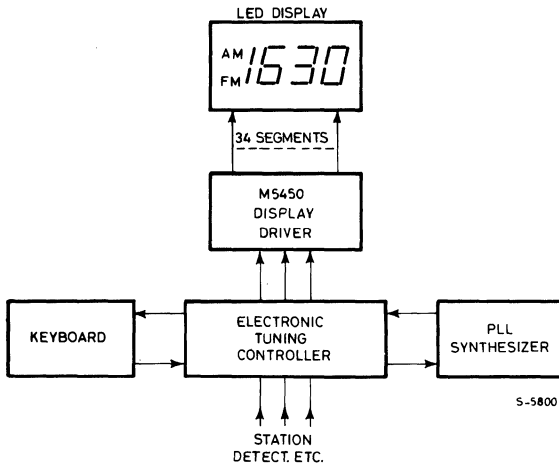 LED DISPLAY
AM
1630
FM
34 SEGMENTS
M5450
DISPLAY
DRIVER
KEYBOARD
ELECTRONIC
TUNING
CONTROLLER
PLL
SYNTHESIZER
S-5800
STATION
DETECT. ETC.